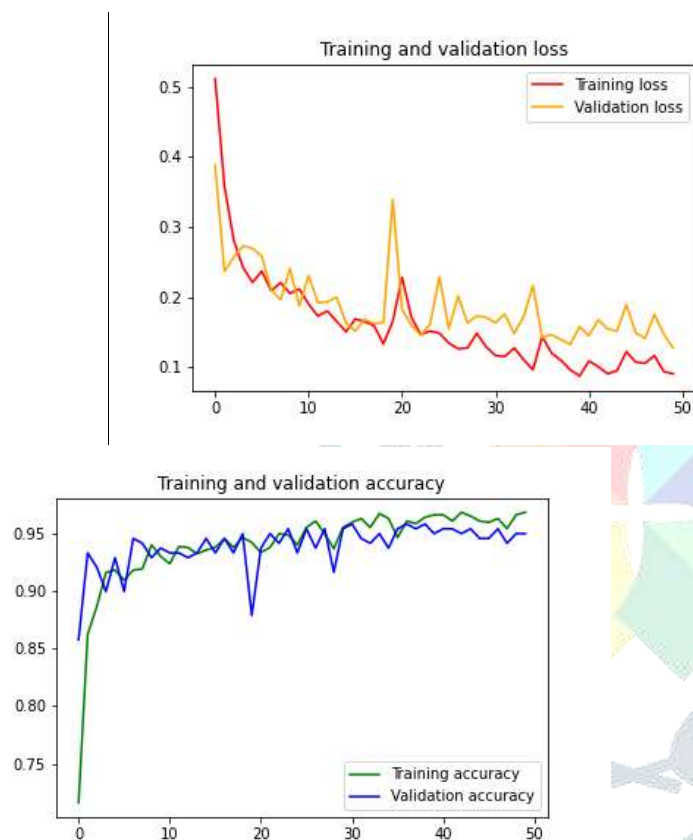 Training and validation loss
Training loss
Validation loss
0.5
0.4
0.3
0.2
0.1
0 10 20 30 40 50
Training and validation accuracy
0.95
0.90
0.85
0.80
0.75
Training accuracy
Validation accuracy
0 10 20 30 40 50